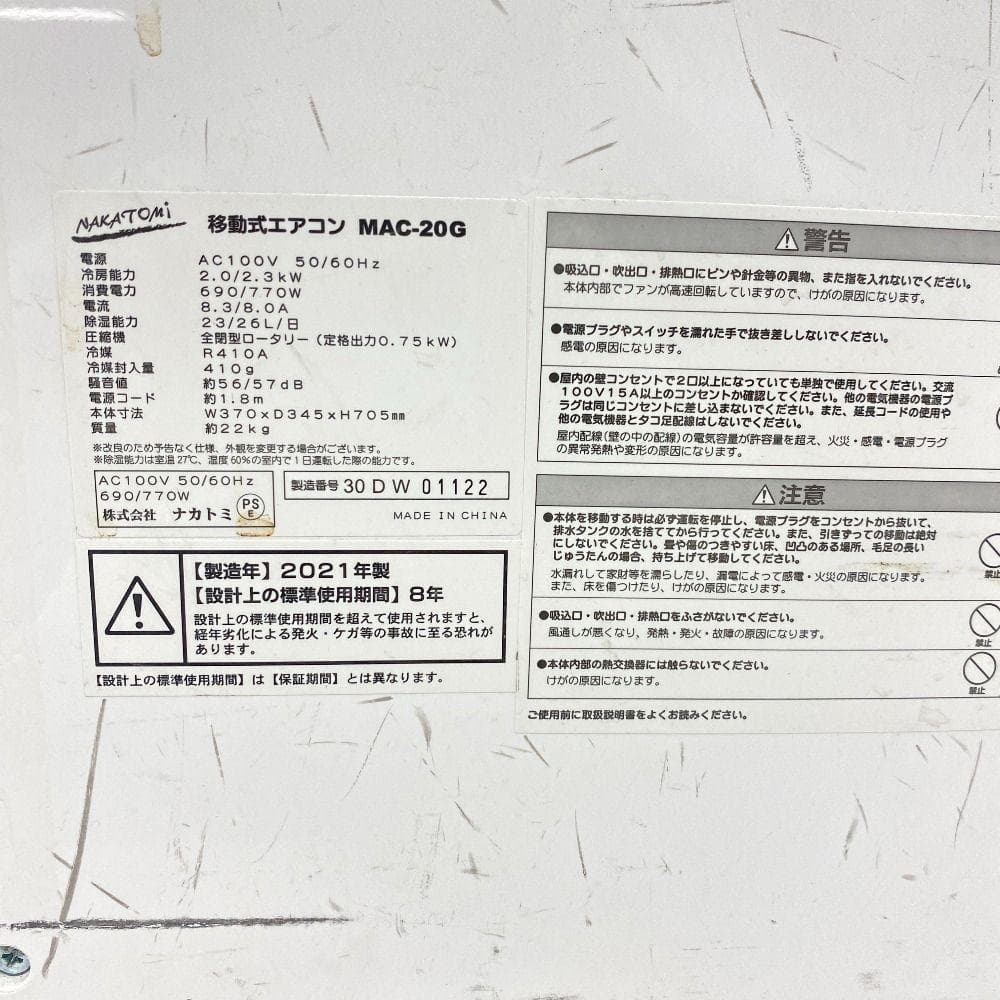 NAKATOMI
移動式エアコン MAC-20G
電源 AC100V 50/60Hz
冷房能力 2.0/2.3kW
消費電力 690/770W
電流 8.3/8.0A
除湿能力 23/26L/日
圧縮機 全閉型ロータリー（定格出力0.75kW）
冷媒 R410A
冷媒封入量 410g
騒音値 約56/57dB
電源コード 約1.8m
本体寸法 W370xD345xH705mm
質量 約22kg
※改良のため予告なく仕様、外観を変更する場合がございます。
※除湿能力は室温27℃、湿度60%の室内で1日運転した際の能力です。
AC100V 50/60Hz
690/770W
株式会社 ナカトミ
PS
E
製造番号 30DW 01122
MADE IN CHINA
【製造年】2021年製
【設計上の標準使用期間】8年
設計上の標準使用期間を超えて使用されますと、
経年劣化による発火・ケガ等の事故に至る恐れが
あります。
【設計上の標準使用期間】は【保証期間】とは異なります。
警告
●吸込口・吹出口・排熱口にピンや針金等の異物、また指を入れないでください。
本体内部でファンが高速回転していますので、けがの原因になります。
●電源プラグやスイッチを濡れた手で抜き差ししないでください。
感電の原因になります。
●屋内の壁コンセントで2口以上になっていても単独で使用してください。交流
100V15A以上のコンセントか確認してください。他の電気機器の電源プ
ラグは同じコンセントに差し込まないでください。また、延長コードの使用や
他の電気機器とタコ足配線はしないでください。
屋内配線(壁の中の配線)の電気容量が許容量を超え、火災・感電・電源プラグ
の異常発熱や変形の原因になります。
注意
●本体を移動する時は必ず運転を停止し、電源プラグをコンセントから抜いて、
排水タンクの水を捨ててから行ってください。また、引きずっての移動は絶対
にしないでください。畳や傷のつきやすい床、凹凸のある場所、毛足の長い
じゅうたんの場合、持ち上げて移動してください。
水漏れして家財等を濡らしたり、漏電によって感電・火災の原因になります。
また、床を傷つけたり、けがの原因になります。
禁止
●吸込口・吹出口・排熱口をふさがないでください。
風通しが悪くなり、発熱・発火・故障の原因になります。
禁止
●本体内部の熱交換器には触らないでください。
けがの原因になります。
禁止
ご使用前に取扱説明書をよくお読みください。